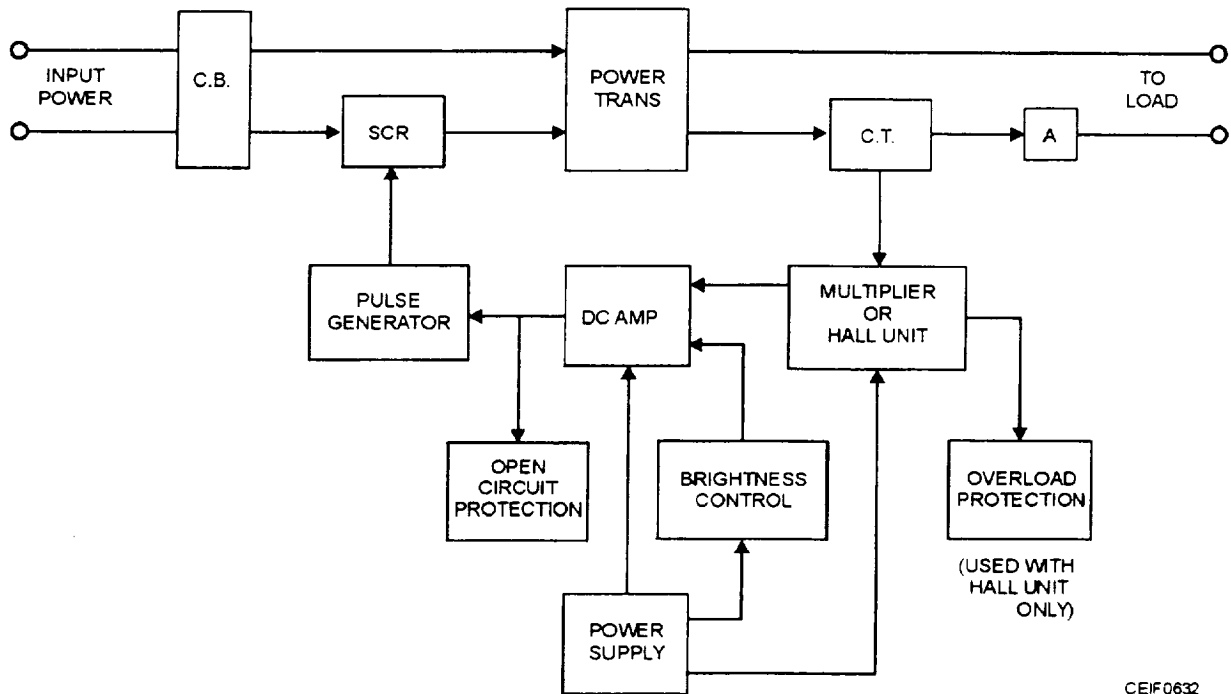 INPUT
POWER
C.B.
POWER
TRANS
TO
LOAD
SCR
C.T.
A
PULSE
GENERATOR
DC AMP
MULTIPLIER
OR
HALL UNIT
OPEN
CIRCUIT
PROTECTION
BRIGHTNESS
CONTROL
OVERLOAD
PROTECTION
(USED WITH
HALL UNIT
ONLY)
POWER
SUPPLY
CEIF0632